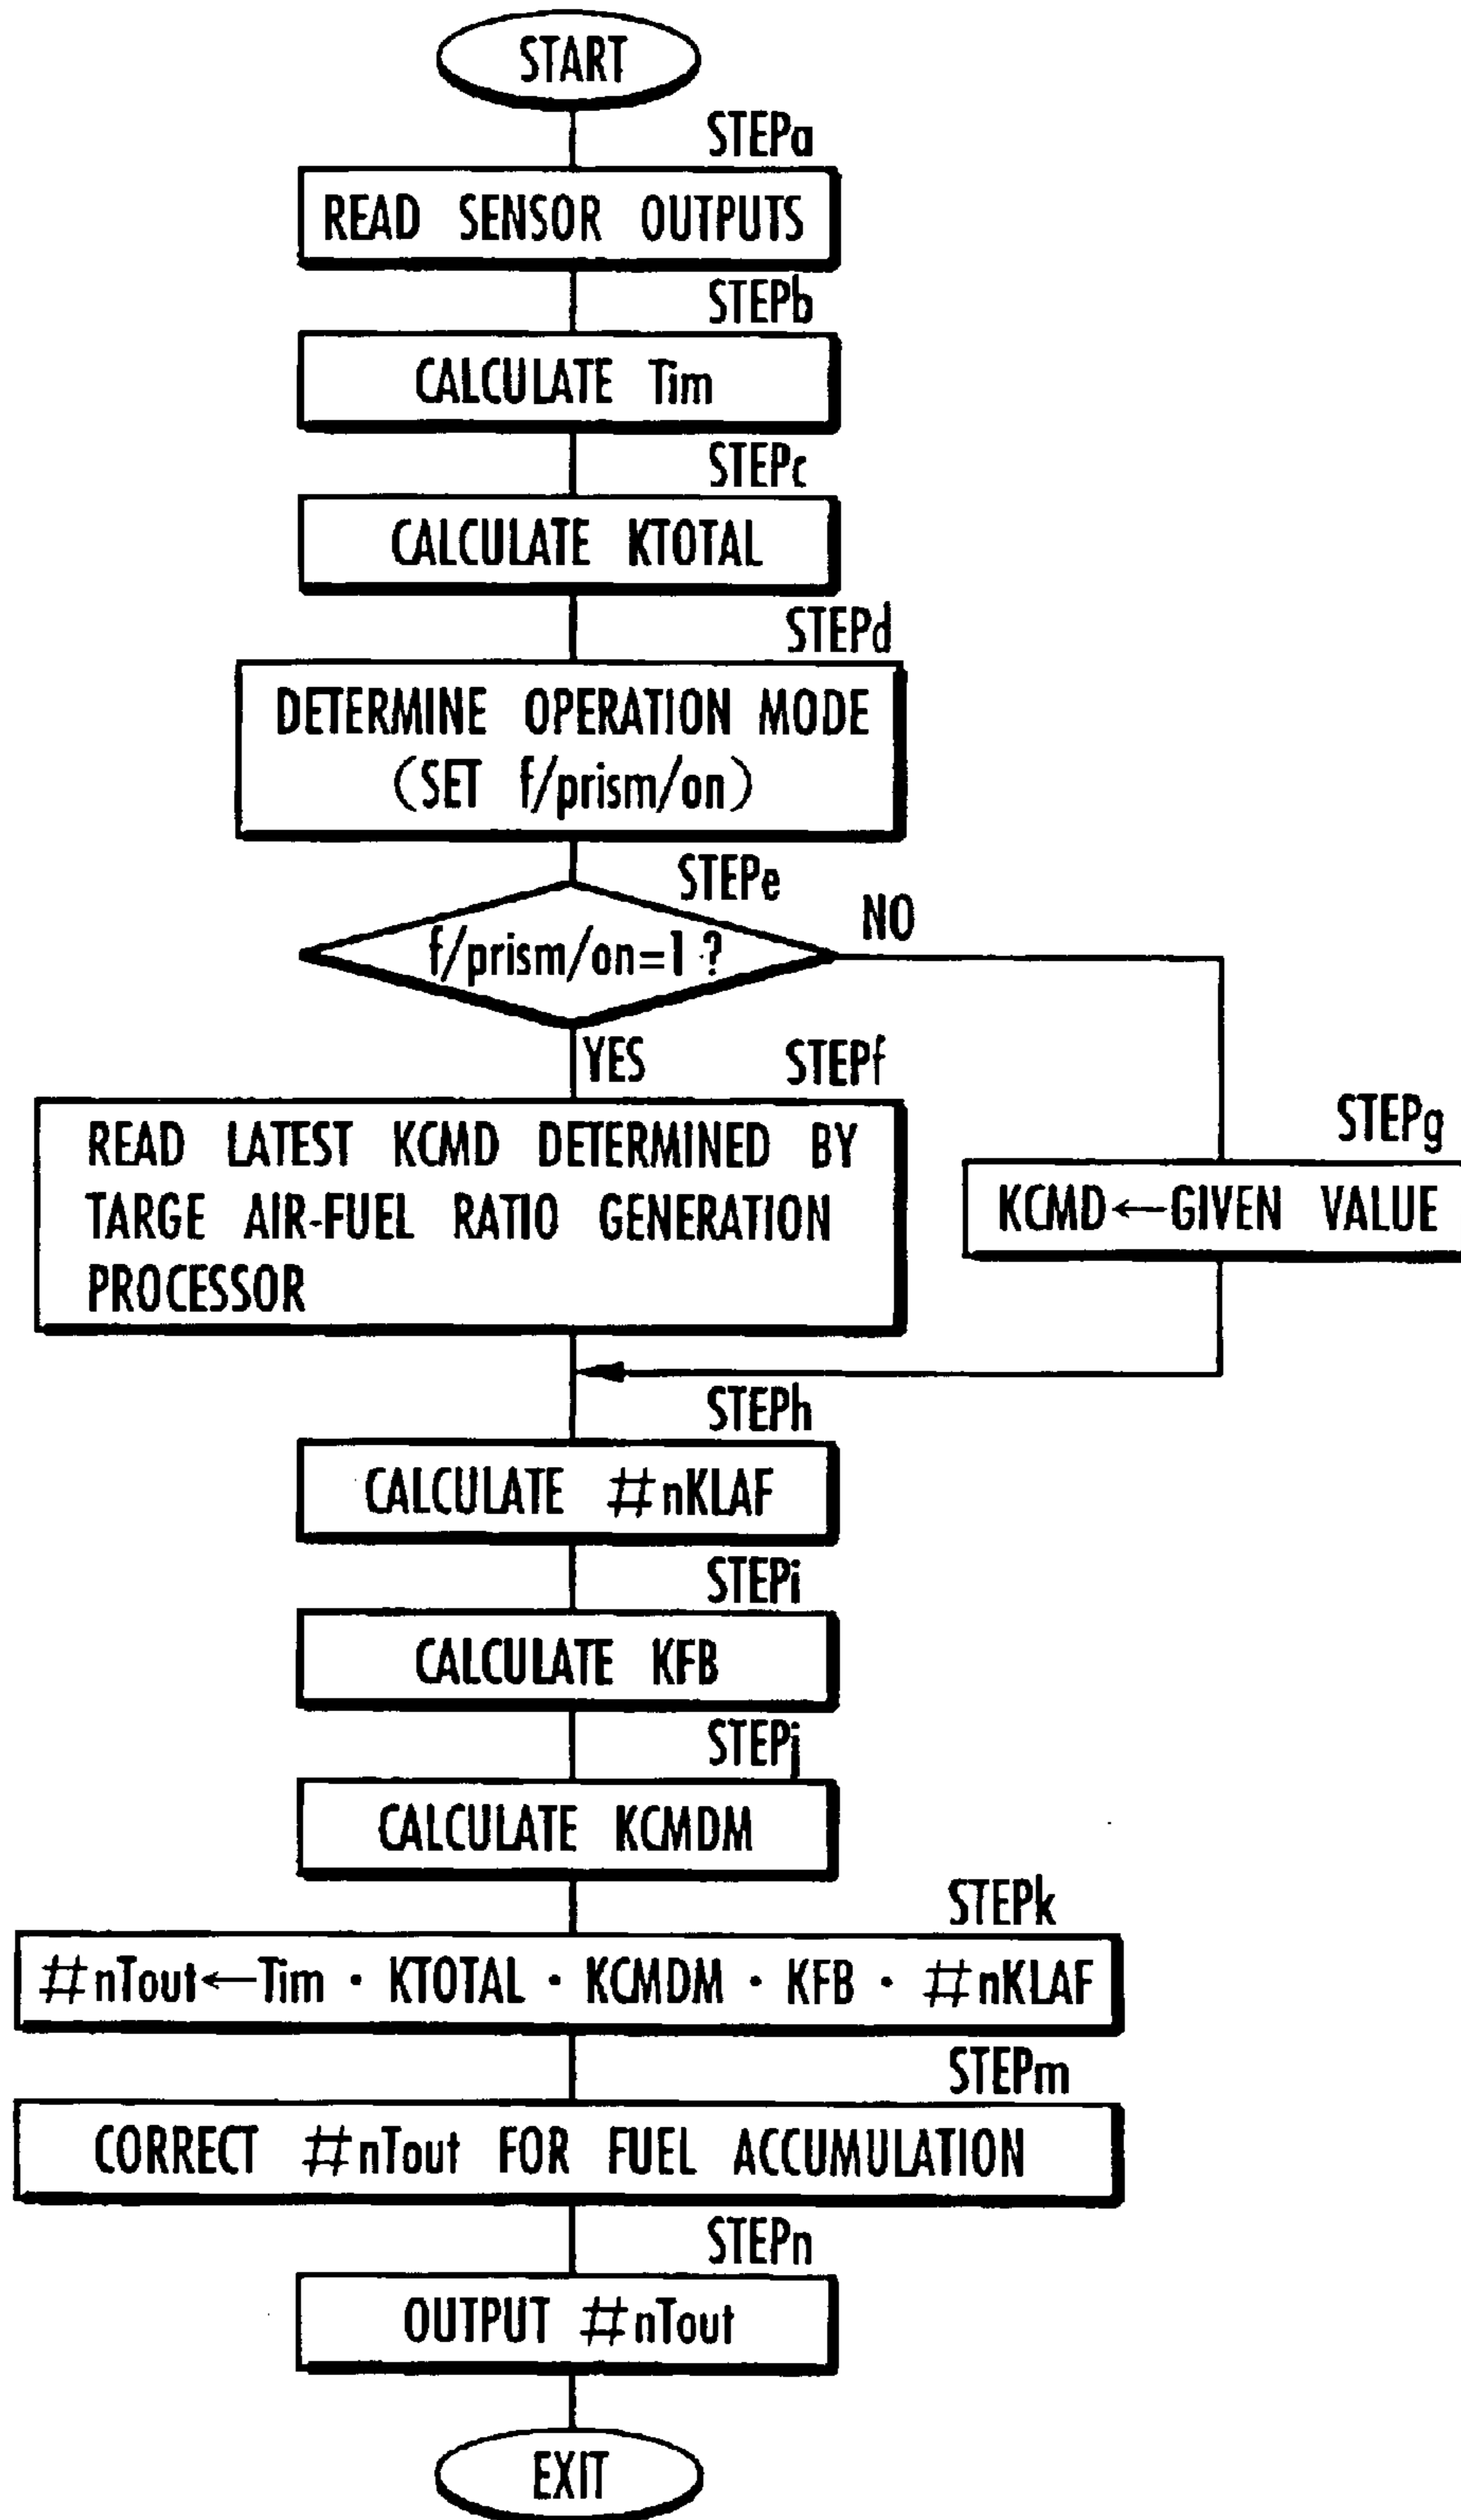 START
STEPa
READ SENSOR OUTPUTS
STEPb
CALCULATE Tim
STEPc
CALCULATE KTOTAL
STEPd
DETERMINE OPERATION MODE
(SET f/prism/on)
STEPe
f/prism/on=1 ?
NO
YES
STEPf
READ LATEST KCMD DETERMINED BY
TARGE AIR-FUEL RATIO GENERATION
PROCESSOR
STEPg
KCMD←GIVEN VALUE
STEPh
CALCULATE #nKLAF
STEPi
CALCULATE KFB
STEPj
CALCULATE KCMDM
STEPk
#nTout←Tim · KTOTAL · KCMDM · KFB · #nKLAF
STEPm
CORRECT #nTout FOR FUEL ACCUMULATION
STEPn
OUTPUT #nTout
EXIT